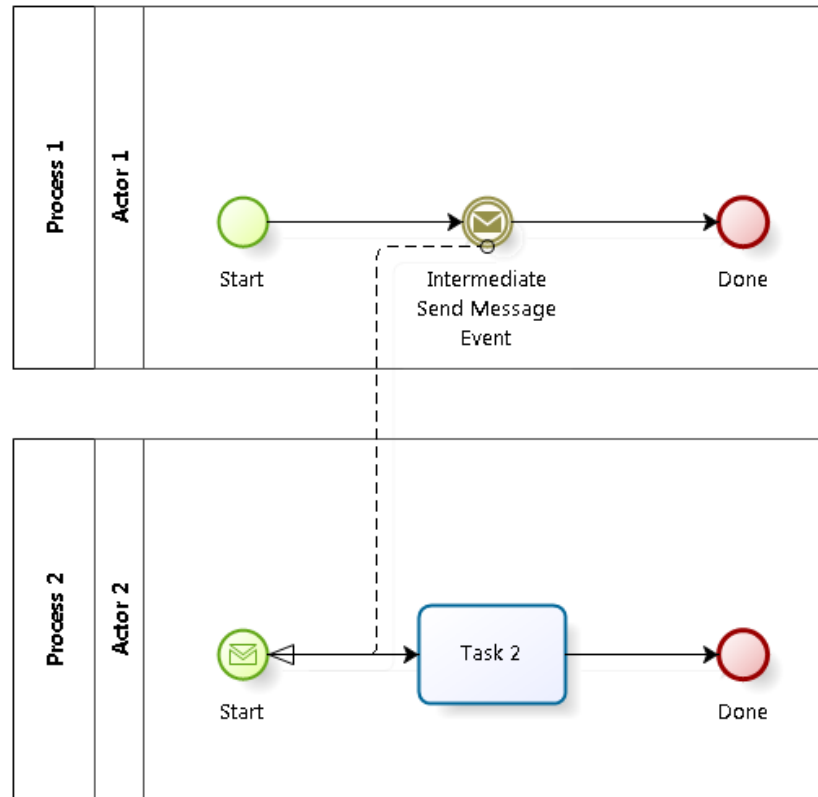 Process 1
Actor 1
Start
Intermediate
Send Message
Event
Done
Process 2
Actor 2
Task 2
Start
Done